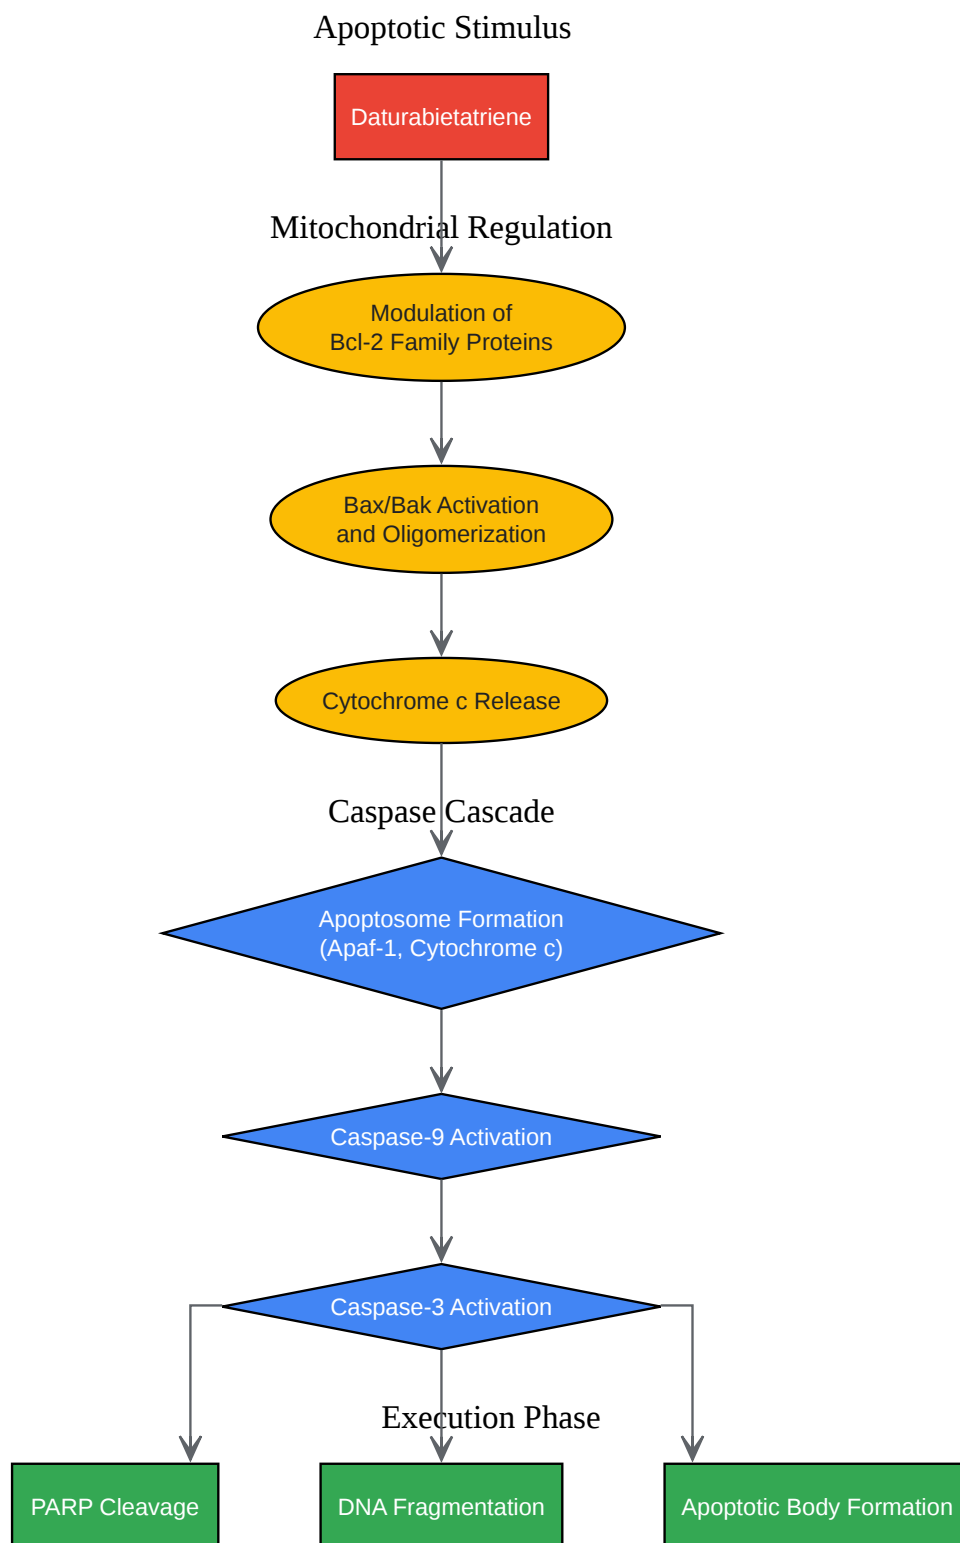 Apoptotic Stimulus
Daturabietatriene
Mitochondrial Regulation
Modulation of
Bcl-2 Family Proteins
Bax/Bak Activation
and Oligomerization
Cytochrome c Release
Caspase Cascade
Apoptosome Formation
(Apaf-1, Cytochrome c)
Caspase-9 Activation
Caspase-3 Activation
Execution Phase
PARP Cleavage
DNA Fragmentation
Apoptotic Body Formation